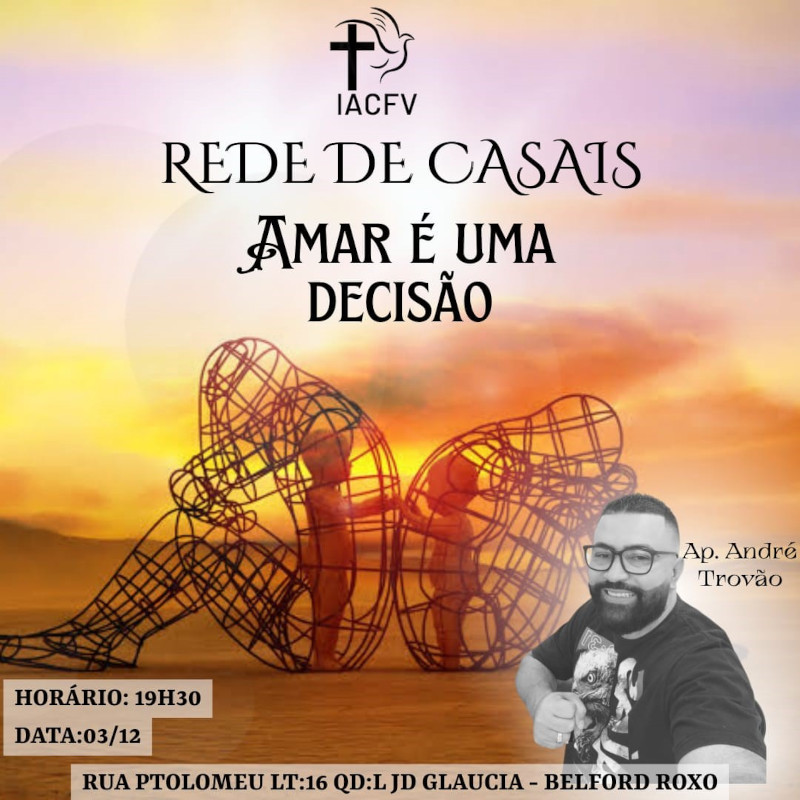 IACFV
REDE DE CASAIS
AMAR É UMA
DECISÃO
Ap. André
Trovão
HORÁRIO: 19H30
DATA:03/12
RUA PTOLOMEU LT:16 QD:L JD GLAUCIA - BELFORD ROXO